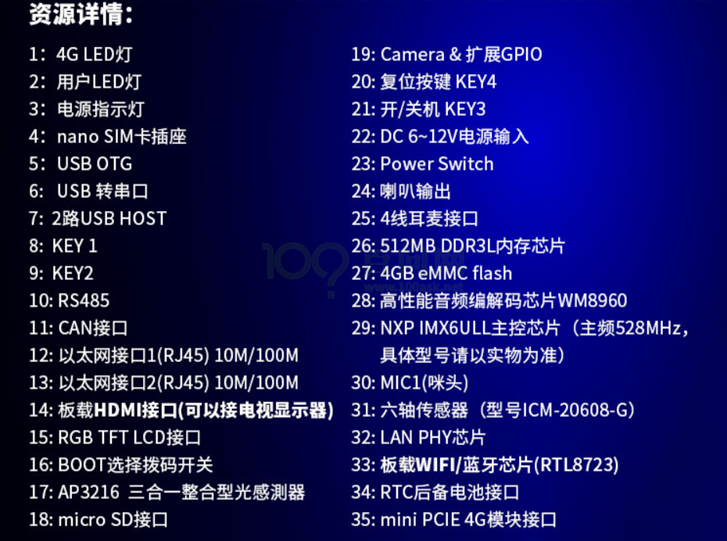 资源详情:
1: 4G LED灯
2: 用户LED灯
3: 电源指示灯
4: nano SIM卡插座
5: USB OTG
6: USB 转串口
7: 2路USB HOST
8: KEY 1
9: KEY2
10: RS485
11: CAN接口
12: 以太网接口1(RJ45) 10M/100M
13: 以太网接口2(RJ45) 10M/100M
14: 板载HDMI接口(可以接电视显示器)
15: RGB TFT LCD接口
16: BOOT选择拨码开关
17: AP3216 三合一整合型光感测器
18: micro SD接口
19: Camera & 扩展GPIO
20: 复位按键 KEY4
21: 开/关机 KEY3
22: DC 6~12V电源输入
23: Power Switch
24: 喇叭输出
25: 4线耳麦接口
26: 512MB DDR3L内存芯片
27: 4GB eMMC flash
28: 高性能音频编解码芯片WM8960
29: NXP IMX6ULL主控芯片（主频528MHz，
具体型号请以实物为准）
30: MIC1(咪头)
31: 六轴传感器（型号ICM-20608-G）
32: LAN PHY芯片
33: 板载WIFI/蓝牙芯片(RTL8723)
34: RTC后备电池接口
35: mini PCIE 4G模块接口
100ask
www.100ask.net